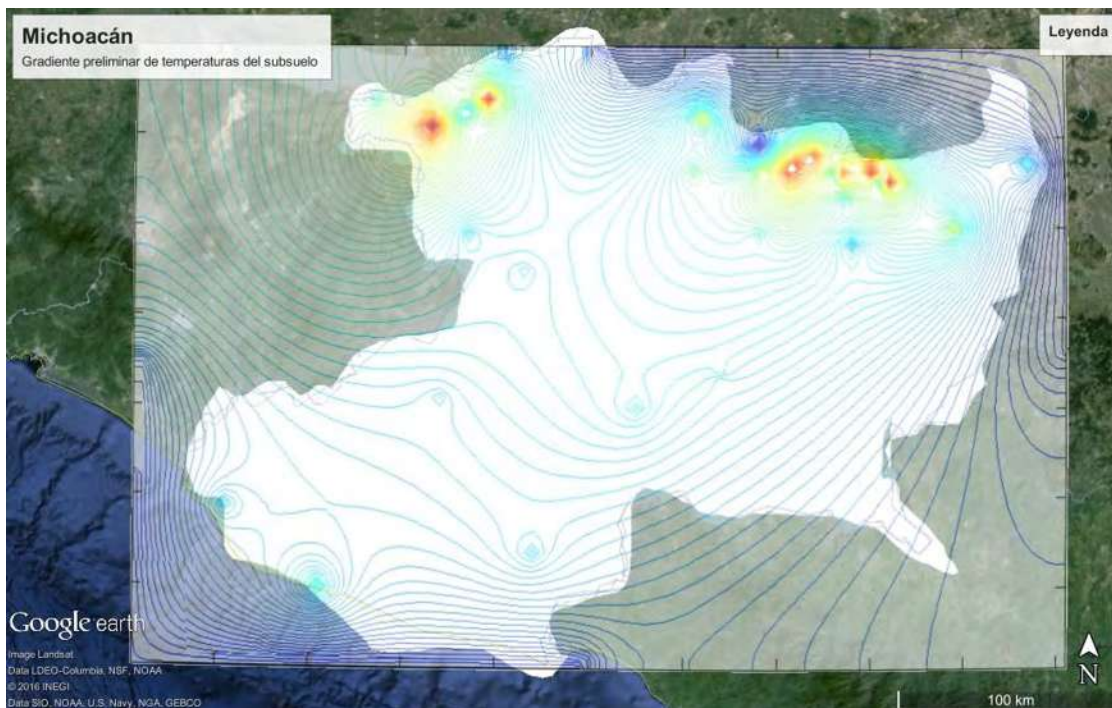 Michoacán
Gradiente preliminar de temperaturas del subsuelo
Leyenda
Google earth
Image Landsat
Data LDEO-Columbia, NSF, NOAA
© 2016 INEGI
Data SIO, NOAA, U.S. Navy, NGA, GEBCO
N
100 km